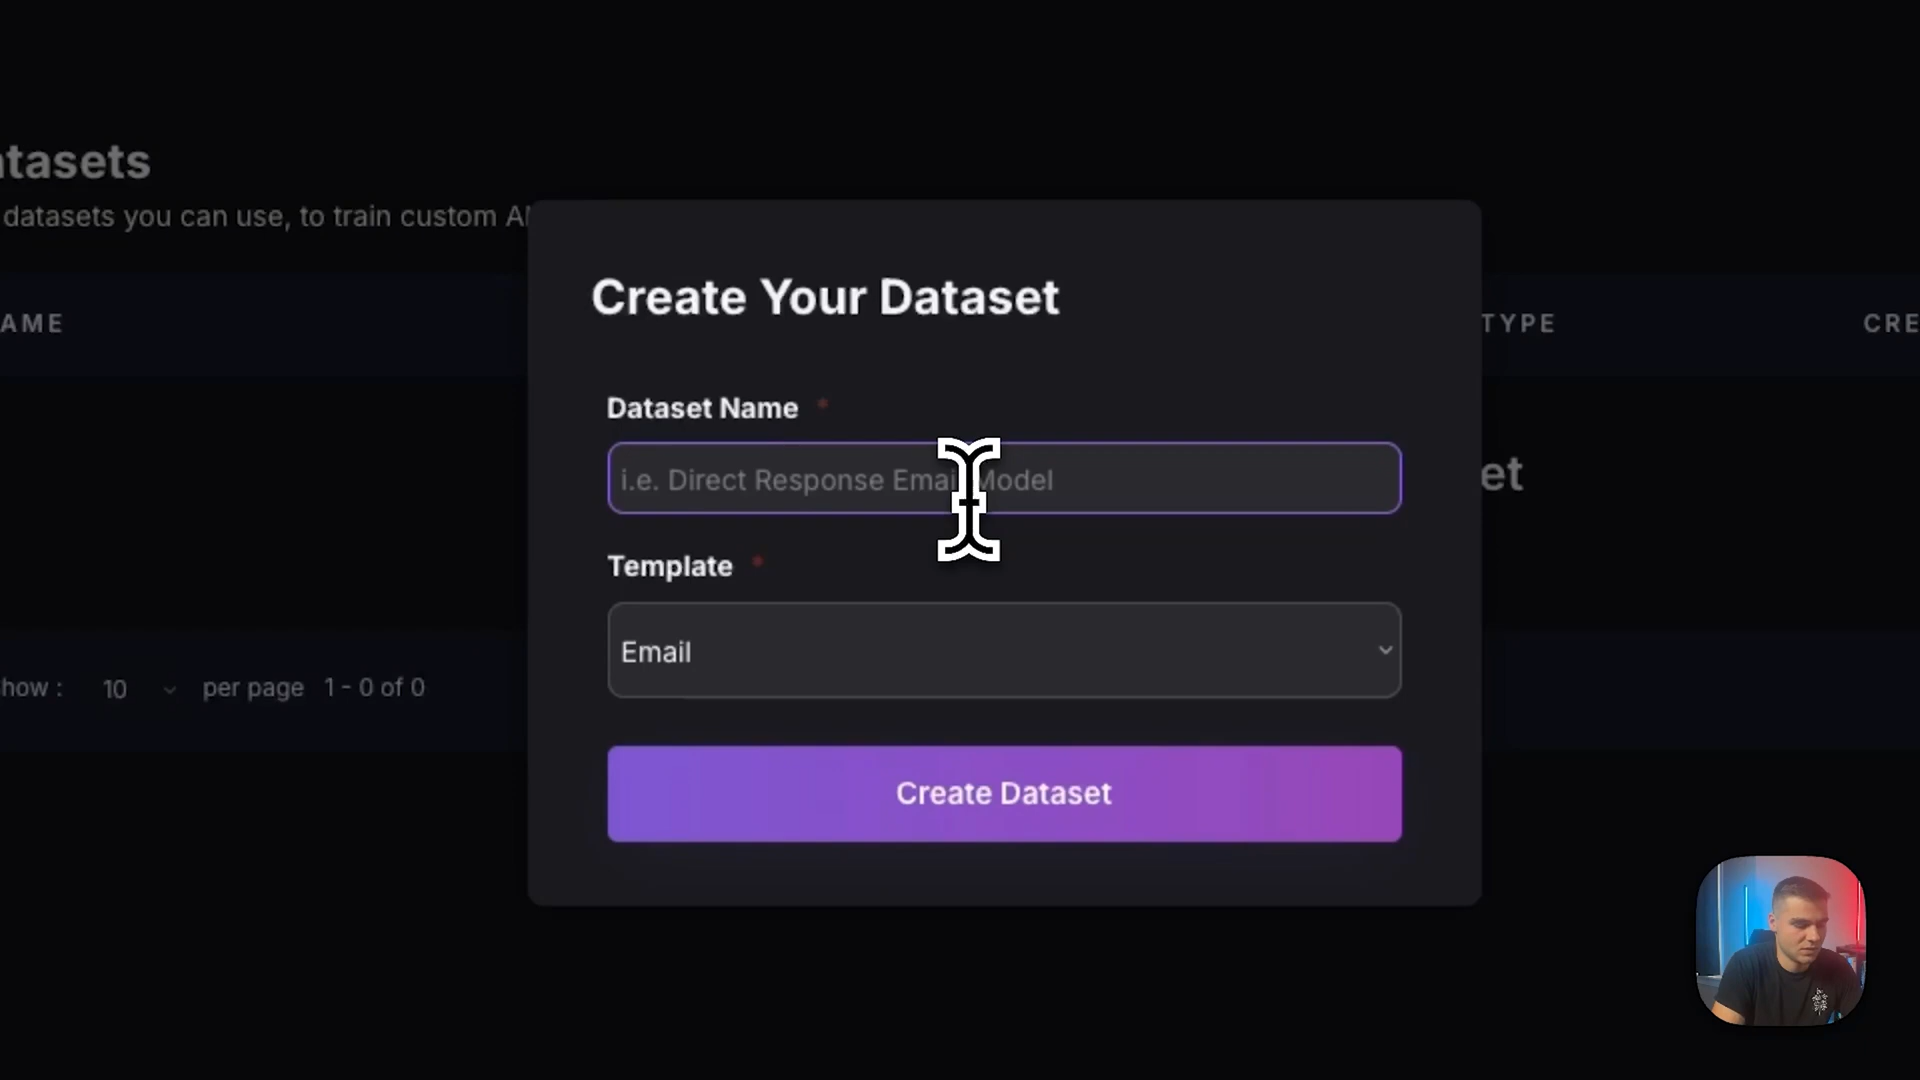 tasets
datasets you can use, to train custom AI
Create Your Dataset
AME
TYPE
CRE
Dataset Name *
i.e. Direct Response Email Model
et
Template *
Email
how : 10 per page 1 - 0 of 0
Create Dataset